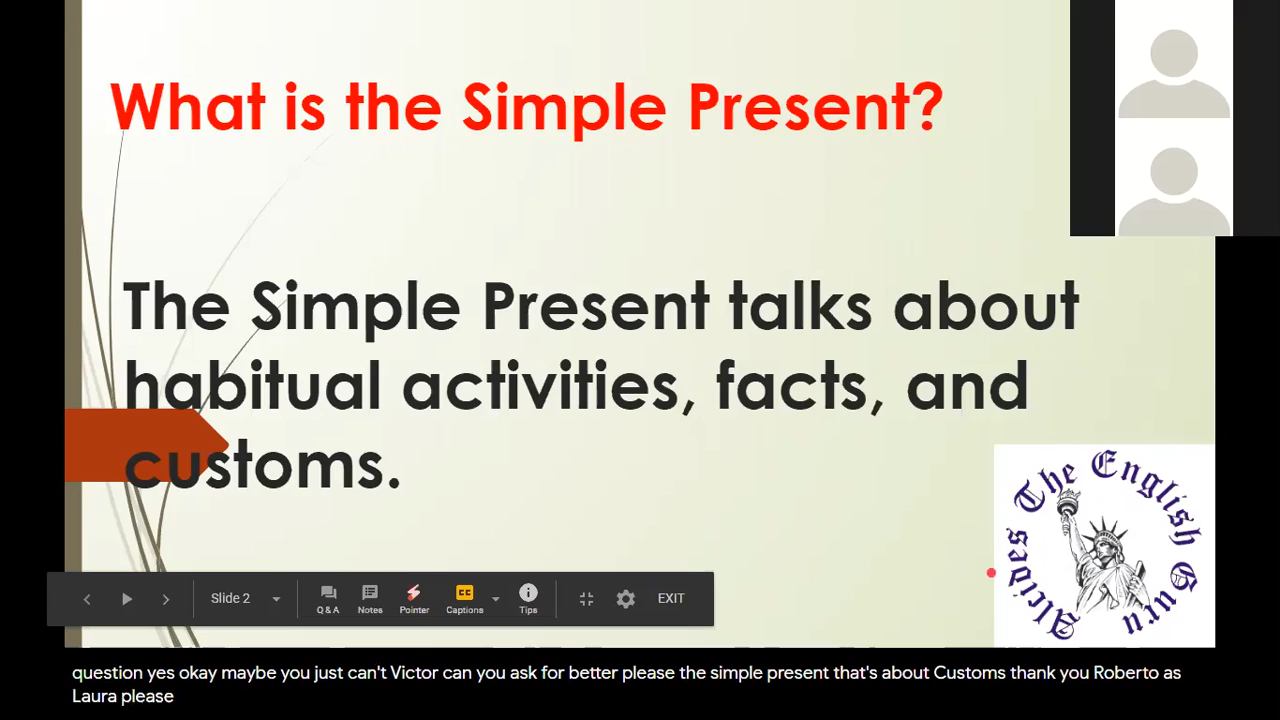 What is the Simple Present?
The Simple Present talks about
habitual activities, facts, and
customs.
Alcides The English Guru
Slide 2
Q & A
Notes
Pointer
CC
Captions
Tips
EXIT
question yes okay maybe you just can't Victor can you ask for better please the simple present that's about Customs thank you Roberto as
Laura please